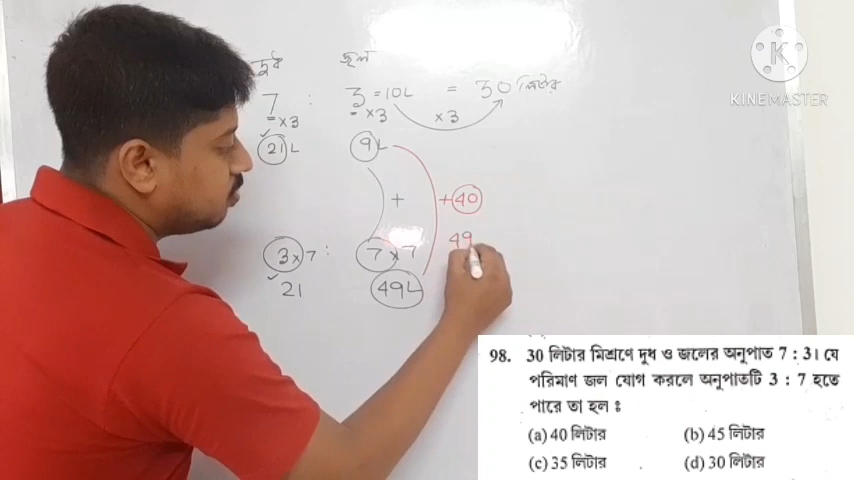 দুধ জল
7 : 3 = 10L = 30 লিটার
= ×3 = ×3 ×3
21L 9L
+ +40
3×7 : 7×7 49
21 49L
KINEMASTER
98. 30 লিটার মিশ্রণে দুধ ও জলের অনুপাত 7 : 3। যে
পরিমাণ জল যোগ করলে অনুপাতটি 3 : 7 হতে
পারে তা হল ঃ
(a) 40 লিটার (b) 45 লিটার
(c) 35 লিটার (d) 30 লিটার